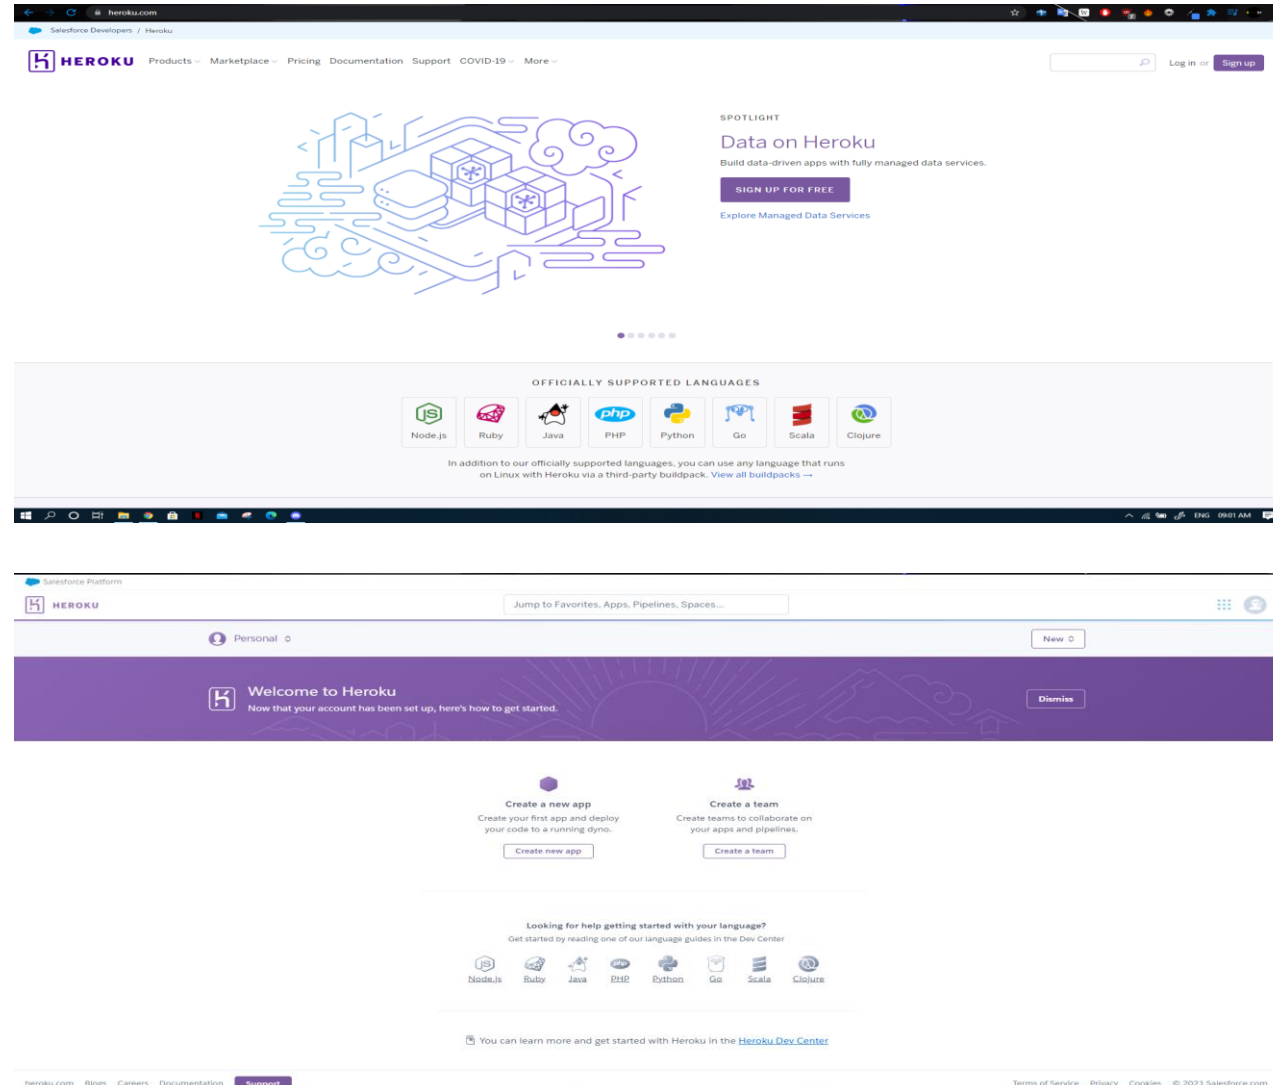 heroku.com
Salesforce Developers / Heroku
HEROKU Products Marketplace Pricing Documentation Support COVID-19 More Log in or Sign up
SPOTLIGHT
Data on Heroku
Build data-driven apps with fully managed data services.
SIGN UP FOR FREE
Explore Managed Data Services
OFFICIALLY SUPPORTED LANGUAGES
Node.js Ruby Java PHP Python Go Scala Clojure
In addition to our officially supported languages, you can use any language that runs
on Linux with Heroku via a third-party buildpack. View all buildpacks →
ENG 09:01 AM
Salesforce Platform
HEROKU Jump to Favorites, Apps, Pipelines, Spaces...
Personal New
Welcome to Heroku
Now that your account has been set up, here's how to get started.
Dismiss
Create a new app Create a team
Create your first app and deploy Create teams to collaborate on
your code to a running dyno. your apps and pipelines.
Create new app Create a team
Looking for help getting started with your language?
Get started by reading one of our language guides in the Dev Center
Node.js Ruby Java PHP Python Go Scala Clojure
You can learn more and get started with Heroku in the Heroku Dev Center
heroku.com Blogs Careers Documentation Support Terms of Service Privacy Cookies © 2021 Salesforce.com